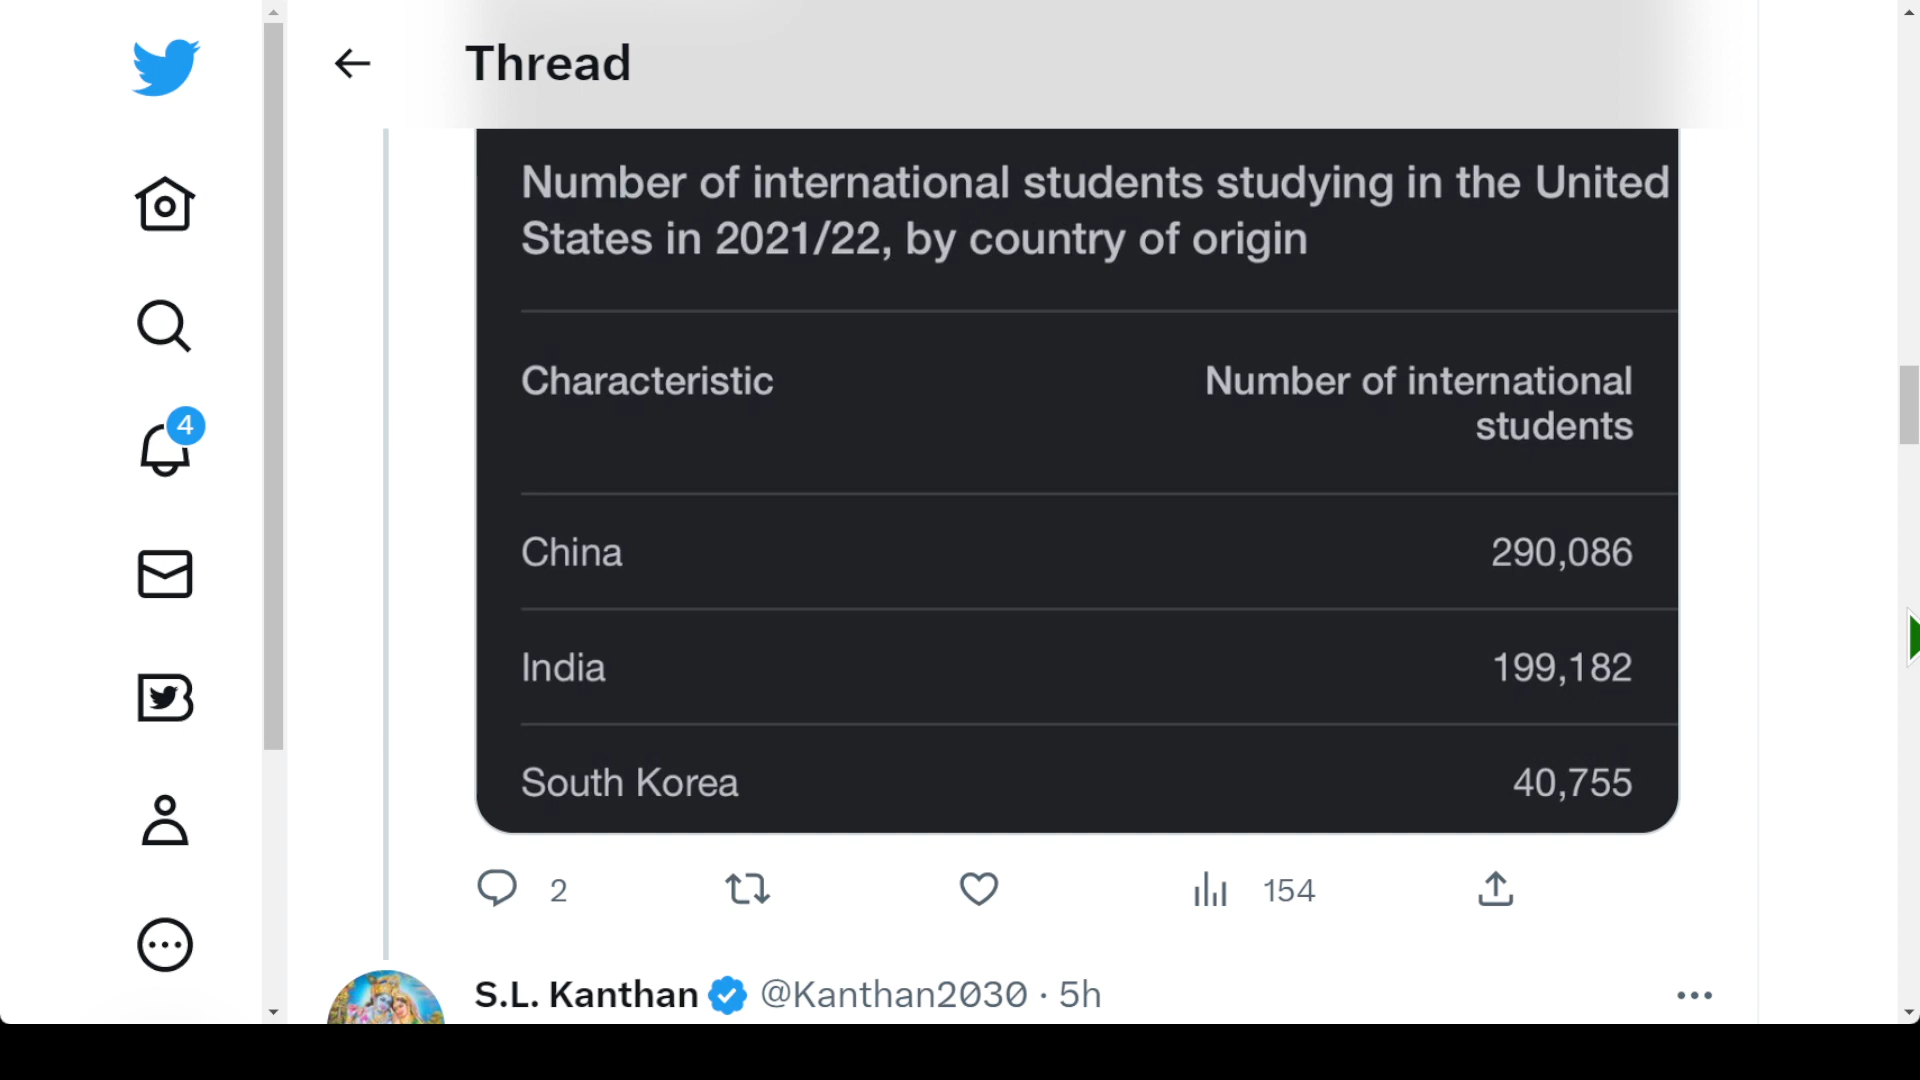 Thread
Number of international students studying in the United
States in 2021/22, by country of origin
Characteristic
Number of international
students
China 290,086
India 199,182
South Korea 40,755
4
2
154
S.L. Kanthan @Kanthan2030 · 5h